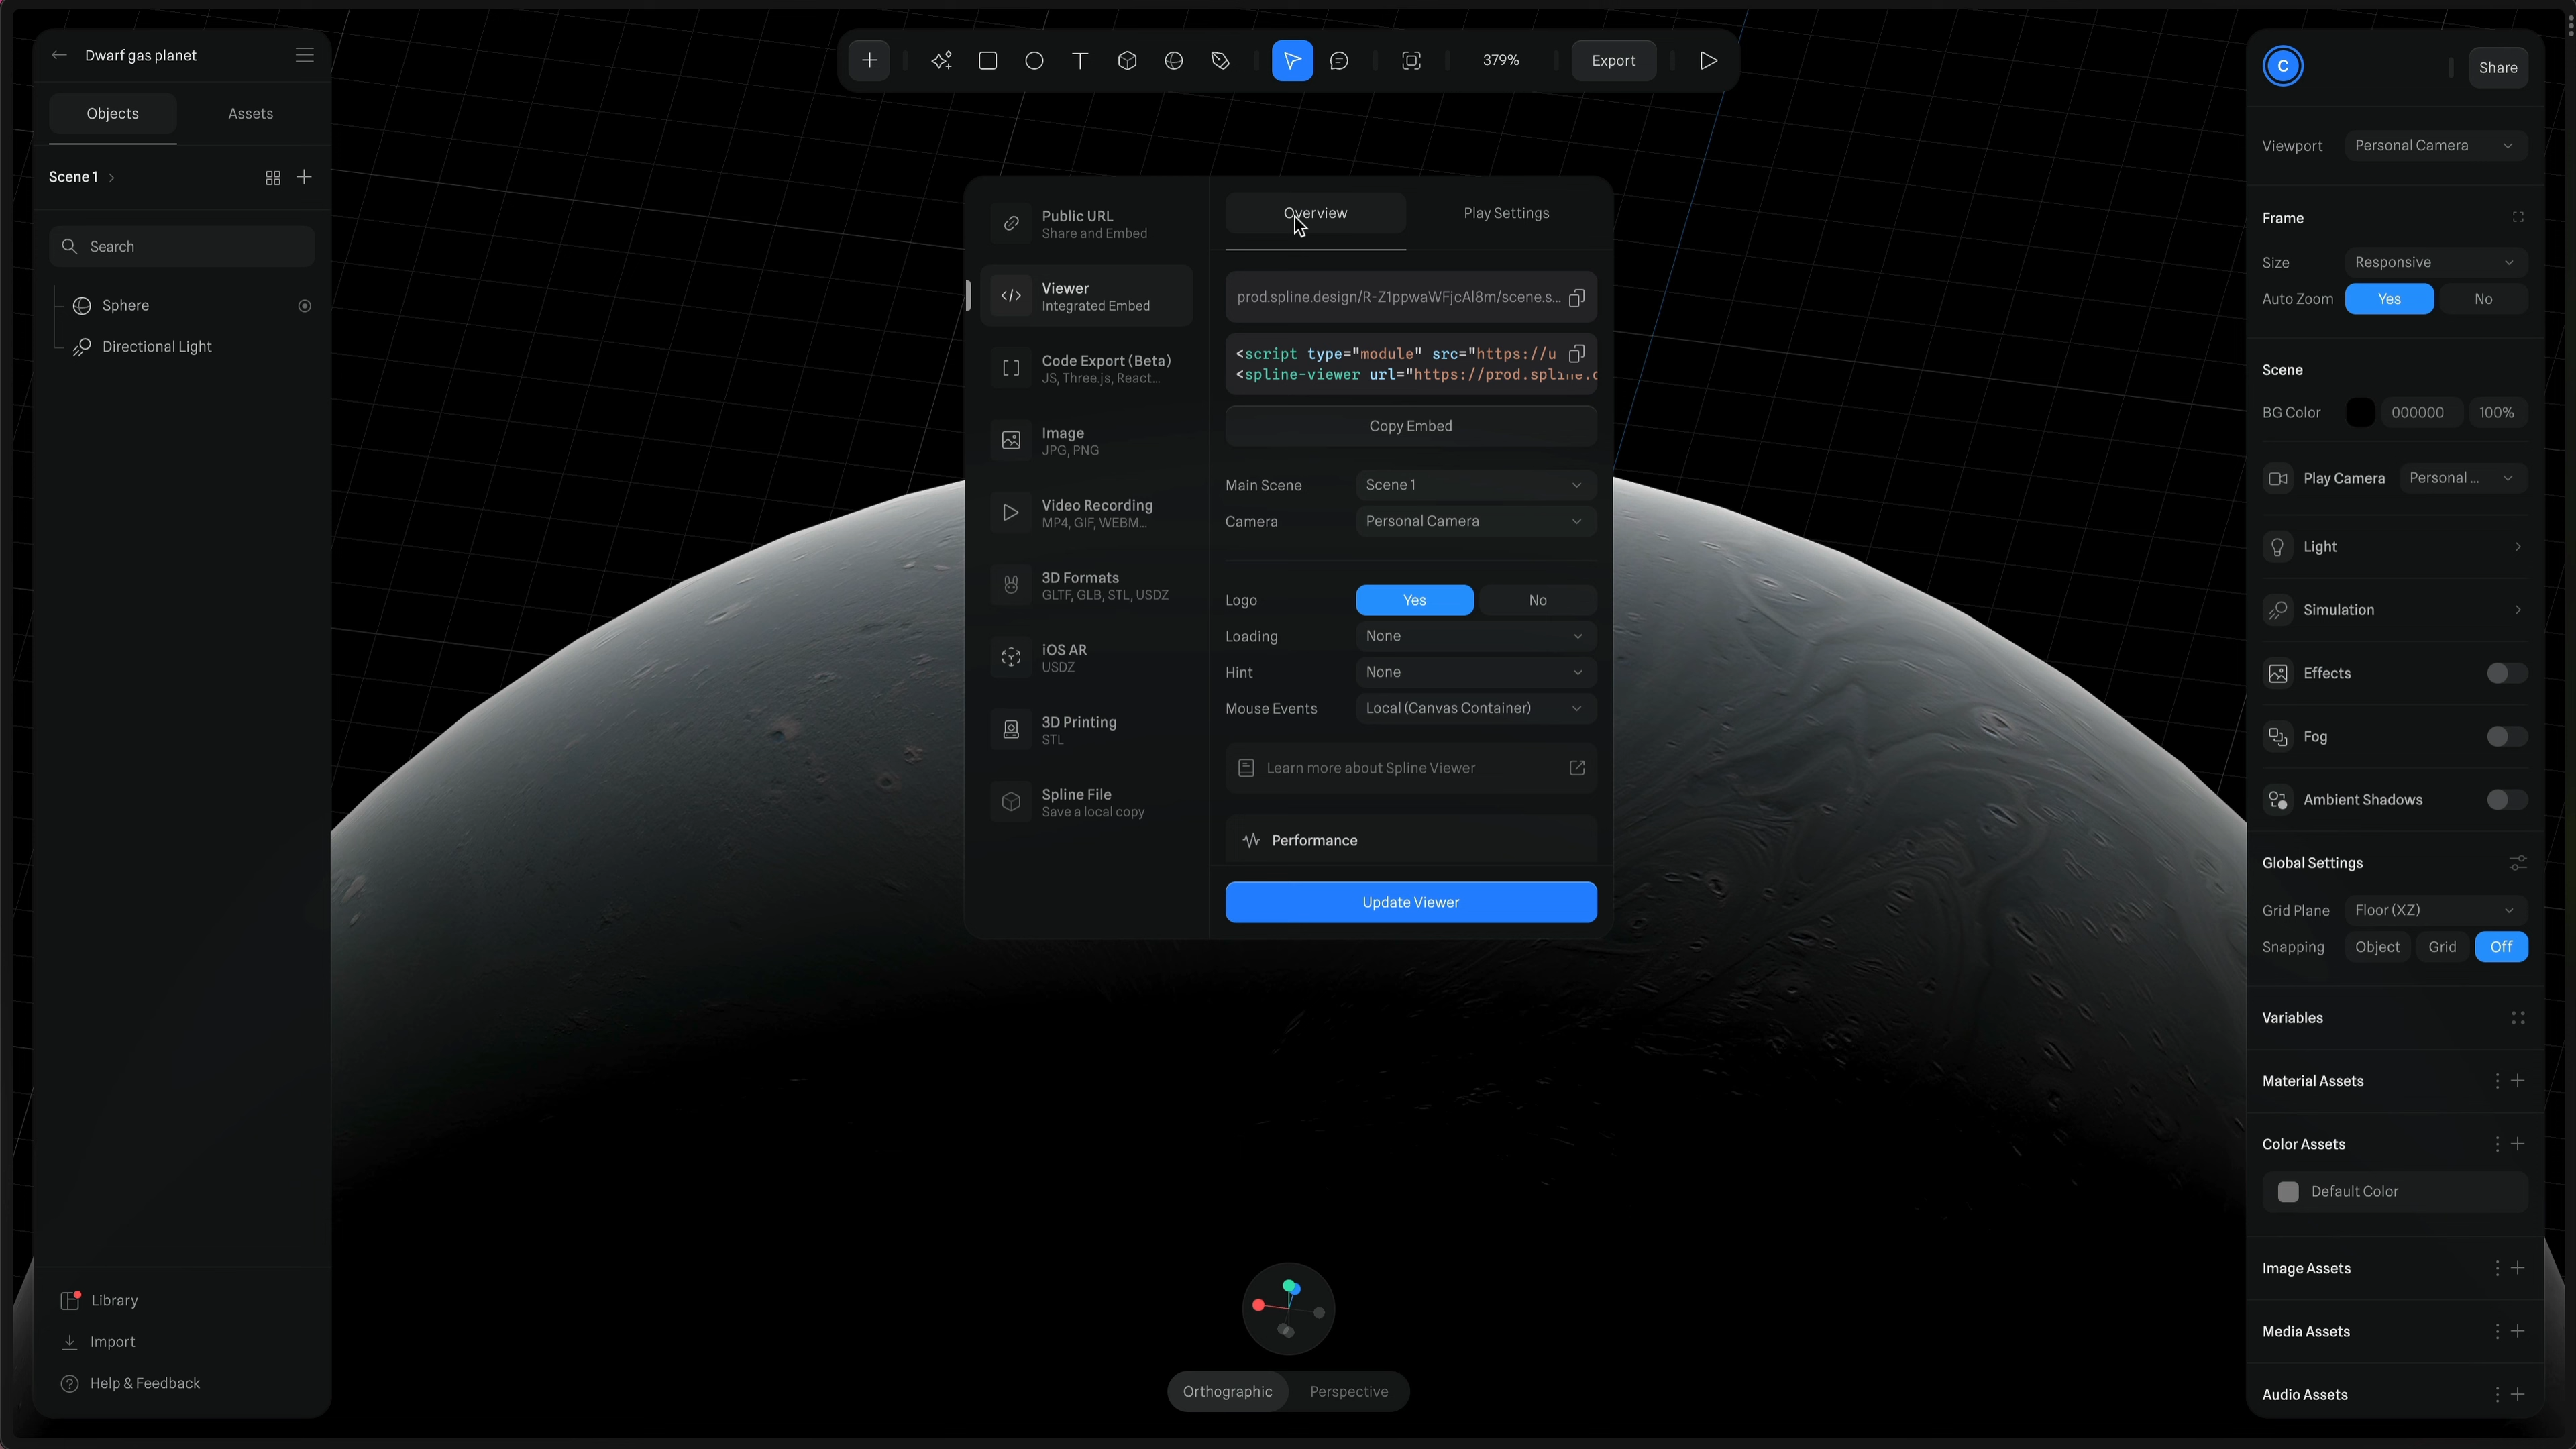 Dwarf gas planet
Objects
Assets
Scene 1
Search
Sphere
Directional Light
Library
Import
Help & Feedback
379%
Export
Public URL
Share and Embed
Viewer
Integrated Embed
Code Export (Beta)
JS, Three.js, React...
Image
JPG, PNG
Video Recording
MP4, GIF, WEBM...
3D Formats
GLTF, GLB, STL, USDZ
iOS AR
USDZ
3D Printing
STL
Spline File
Save a local copy
Overview
Play Settings
prod.spline.design/R-Z1ppwaWFjcAl8m/scene.s...
<script type="module" src="https://u
<spline-viewer url="https://prod.spline.d
Copy Embed
Main Scene
Scene 1
Camera
Personal Camera
Logo
Yes
No
Loading
None
Hint
None
Mouse Events
Local (Canvas Container)
Learn more about Spline Viewer
Performance
Update Viewer
Orthographic
Perspective
C
Share
Viewport
Personal Camera
Frame
Size
Responsive
Auto Zoom
Yes
No
Scene
BG Color
000000
100%
Play Camera
Personal ...
Light
Simulation
Effects
Fog
Ambient Shadows
Global Settings
Grid Plane
Floor (XZ)
Snapping
Object
Grid
Off
Variables
Material Assets
Color Assets
Default Color
Image Assets
Media Assets
Audio Assets